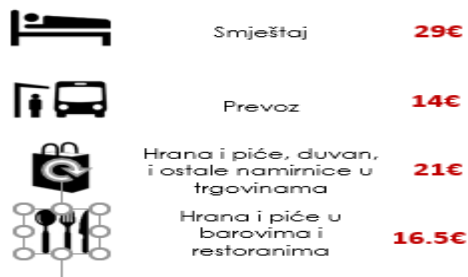 Smještaj 29€
Prevoz 14€
Hrana i piće, duvan,
i ostale namirnice u 21€
trgovinama
Hrana i piće u
barovima i 16.5€
restoranima